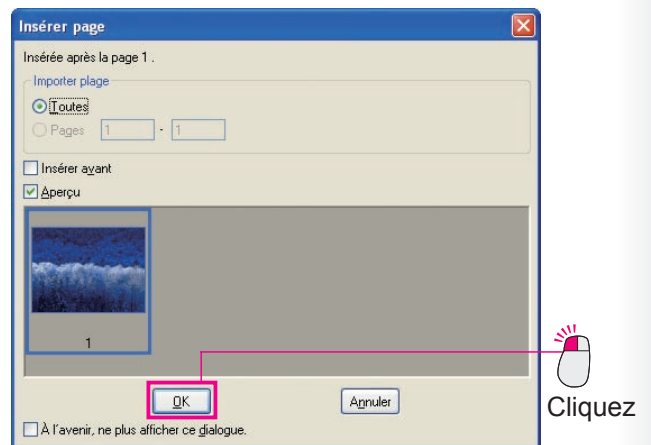 Insérer page
Insérée après la page 1 .
Importer plage
Toutes
Pages 1 - 1
Insérer avant
Aperçu
1
OK Annuler
Cliquez
À l'avenir, ne plus afficher ce dialogue.